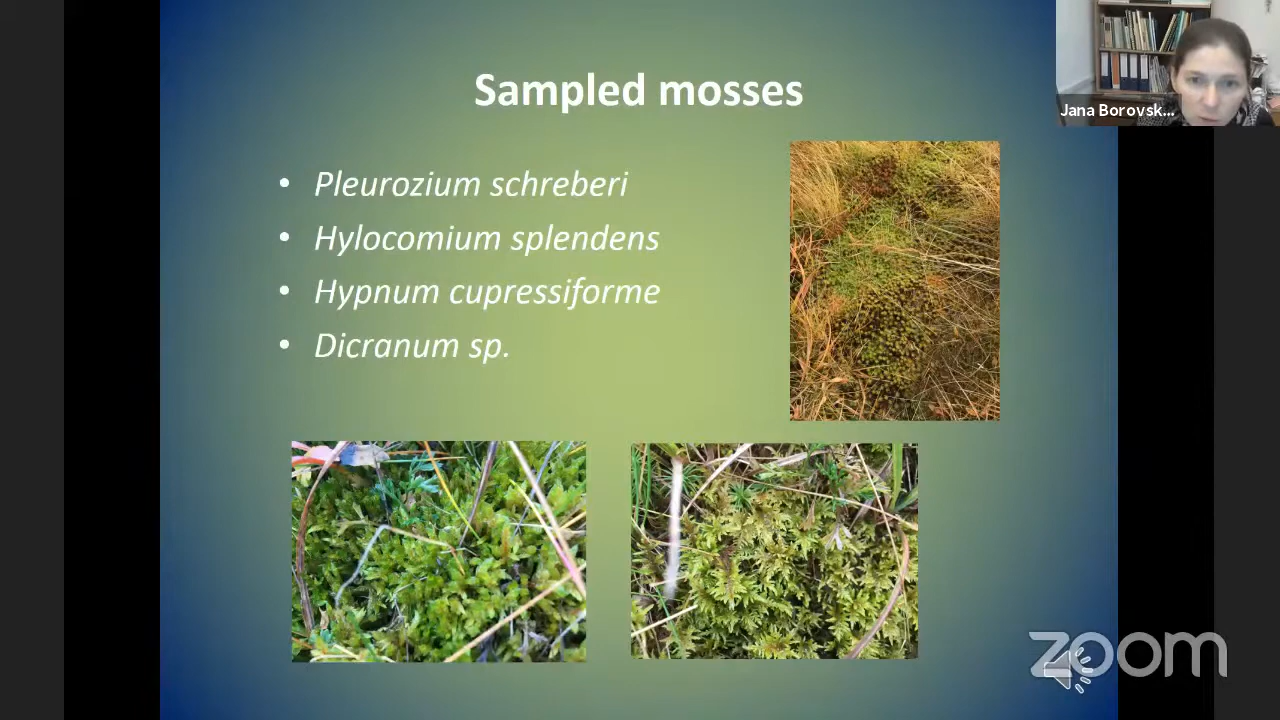 Sampled mosses
Jana Borovsk...
• Pleurozium schreberi
• Hylocomium splendens
• Hypnum cupressiforme
• Dicranum sp.
zoom